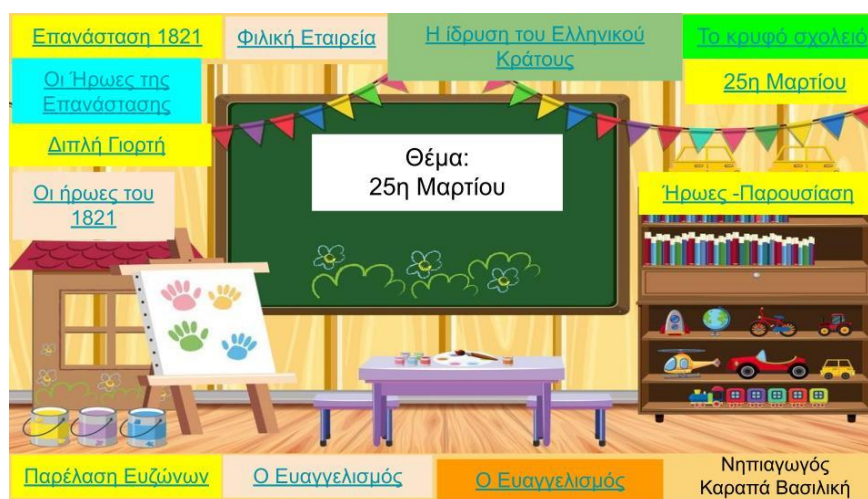 Επανάσταση 1821
Φιλική Εταιρεία
Η ίδρυση του Ελληνικού
Κράτους
Το κρυφό σχολειό
Οι Ήρωες της
Επανάστασης
25η Μαρτίου
Διπλή Γιορτή
Θέμα:
25η Μαρτίου
Οι ήρωες του
1821
Ήρωες -Παρουσίαση
Παρέλαση Ευζώνων
Ο Ευαγγελισμός
Ο Ευαγγελισμός
Νηπιαγωγός
Καραπά Βασιλική